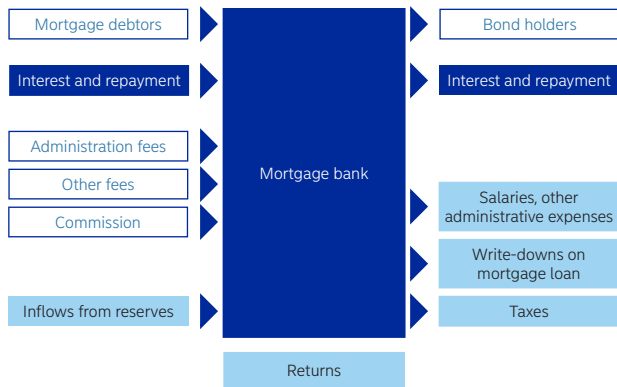 Mortgage debtors
Bond holders
Interest and repayment
Interest and repayment
Administration fees
Other fees
Commission
Mortgage bank
Salaries, other
administrative expenses
Write-downs on
mortgage loan
Inflows from reserves
Taxes
Returns